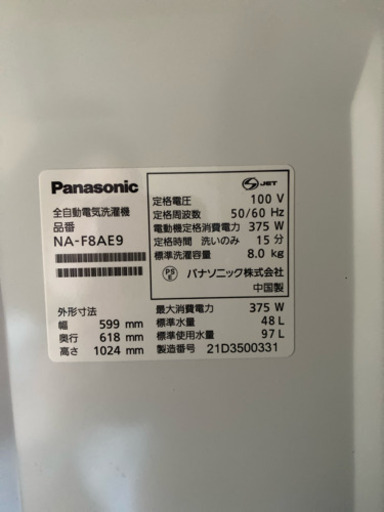 Panasonic
全自動電気洗濯機
品番
NA-F8AE9
外形寸法
幅 599 mm
奥行 618 mm
高さ 1024 mm
JET
定格電圧 100 V
定格周波数 50/60 Hz
電動機定格消費電力 375 W
定格時間 洗いのみ 15 分
標準洗濯容量 8.0 kg
PS E パナソニック株式会社
中国製
最大消費電力 375 W
標準水量 48 L
標準使用水量 97 L
製造番号 21D3500331